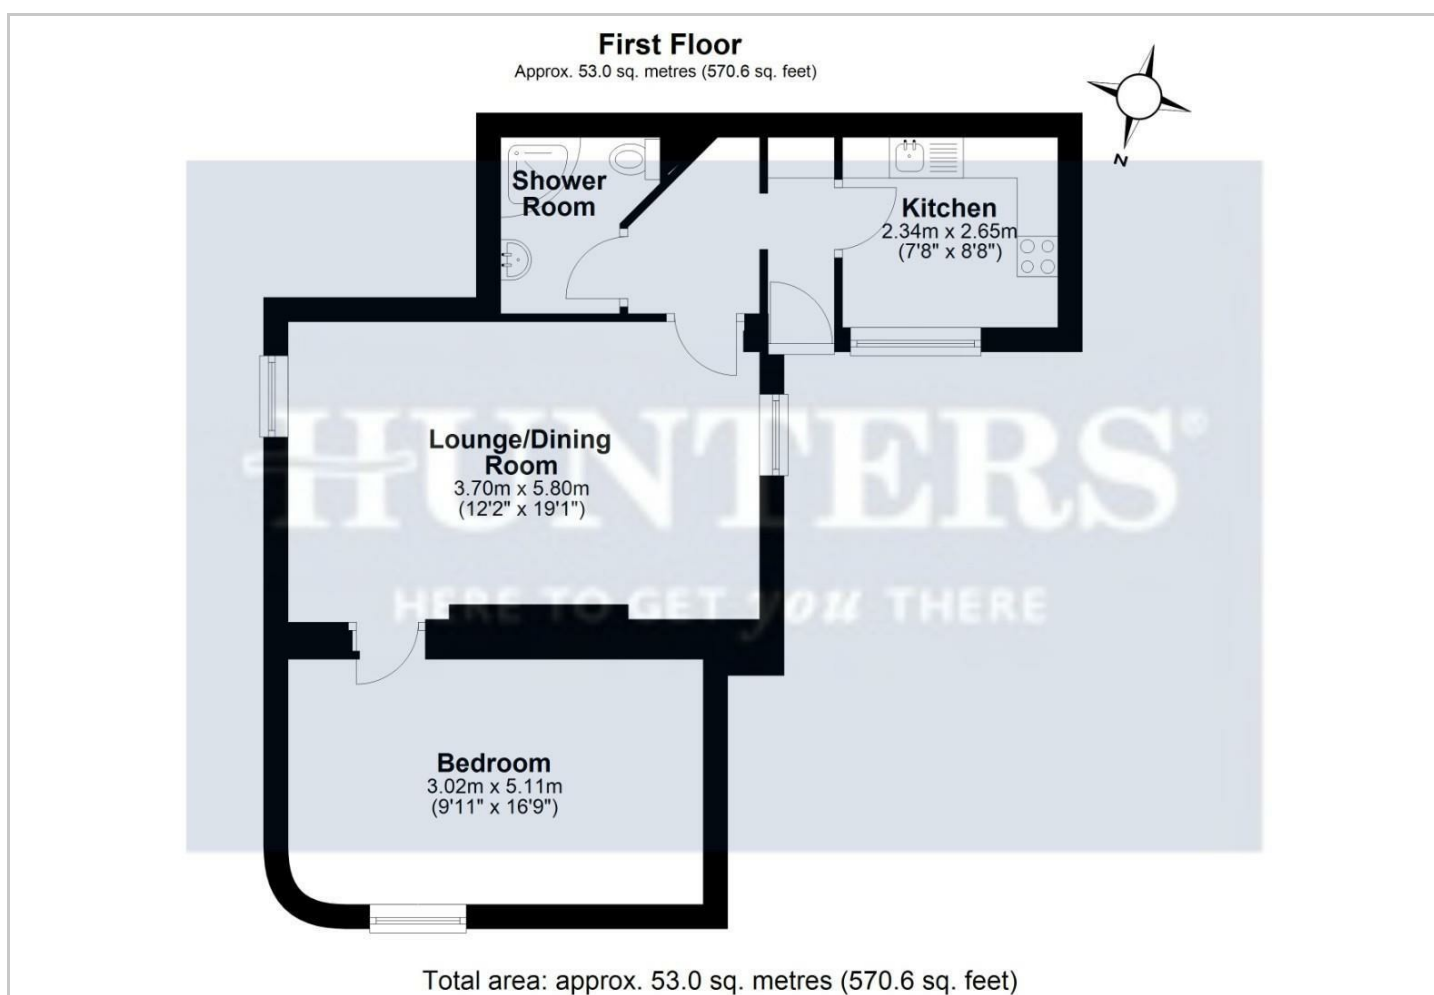 First Floor
Approx. 53.0 sq. metres (570.6 sq. feet)
N
Shower
Room
Kitchen
2.34m x 2.65m
(7'8" x 8'8")
Lounge/Dining
Room
3.70m x 5.80m
(12'2" x 19'1")
HUNTERS®
HERE TO GET you THERE
Bedroom
3.02m x 5.11m
(9'11" x 16'9")
Total area: approx. 53.0 sq. metres (570.6 sq. feet)